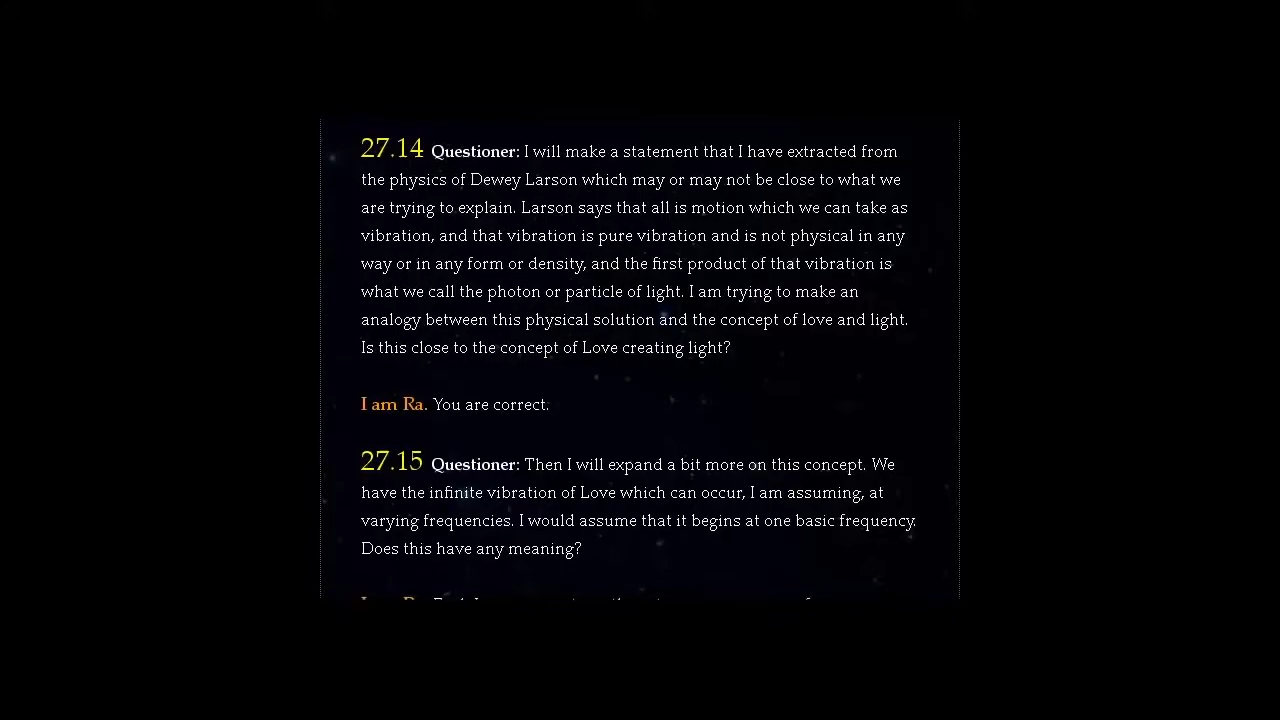 27.14 Questioner: I will make a statement that I have extracted from
the physics of Dewey Larson which may or may not be close to what we
are trying to explain. Larson says that all is motion which we can take as
vibration, and that vibration is pure vibration and is not physical in any
way or in any form or density, and the first product of that vibration is
what we call the photon or particle of light. I am trying to make an
analogy between this physical solution and the concept of love and light.
Is this close to the concept of Love creating light?
I am Ra. You are correct.
27.15 Questioner: Then I will expand a bit more on this concept. We
have the infinite vibration of Love which can occur, I am assuming, at
varying frequencies. I would assume that it begins at one basic frequency.
Does this have any meaning?